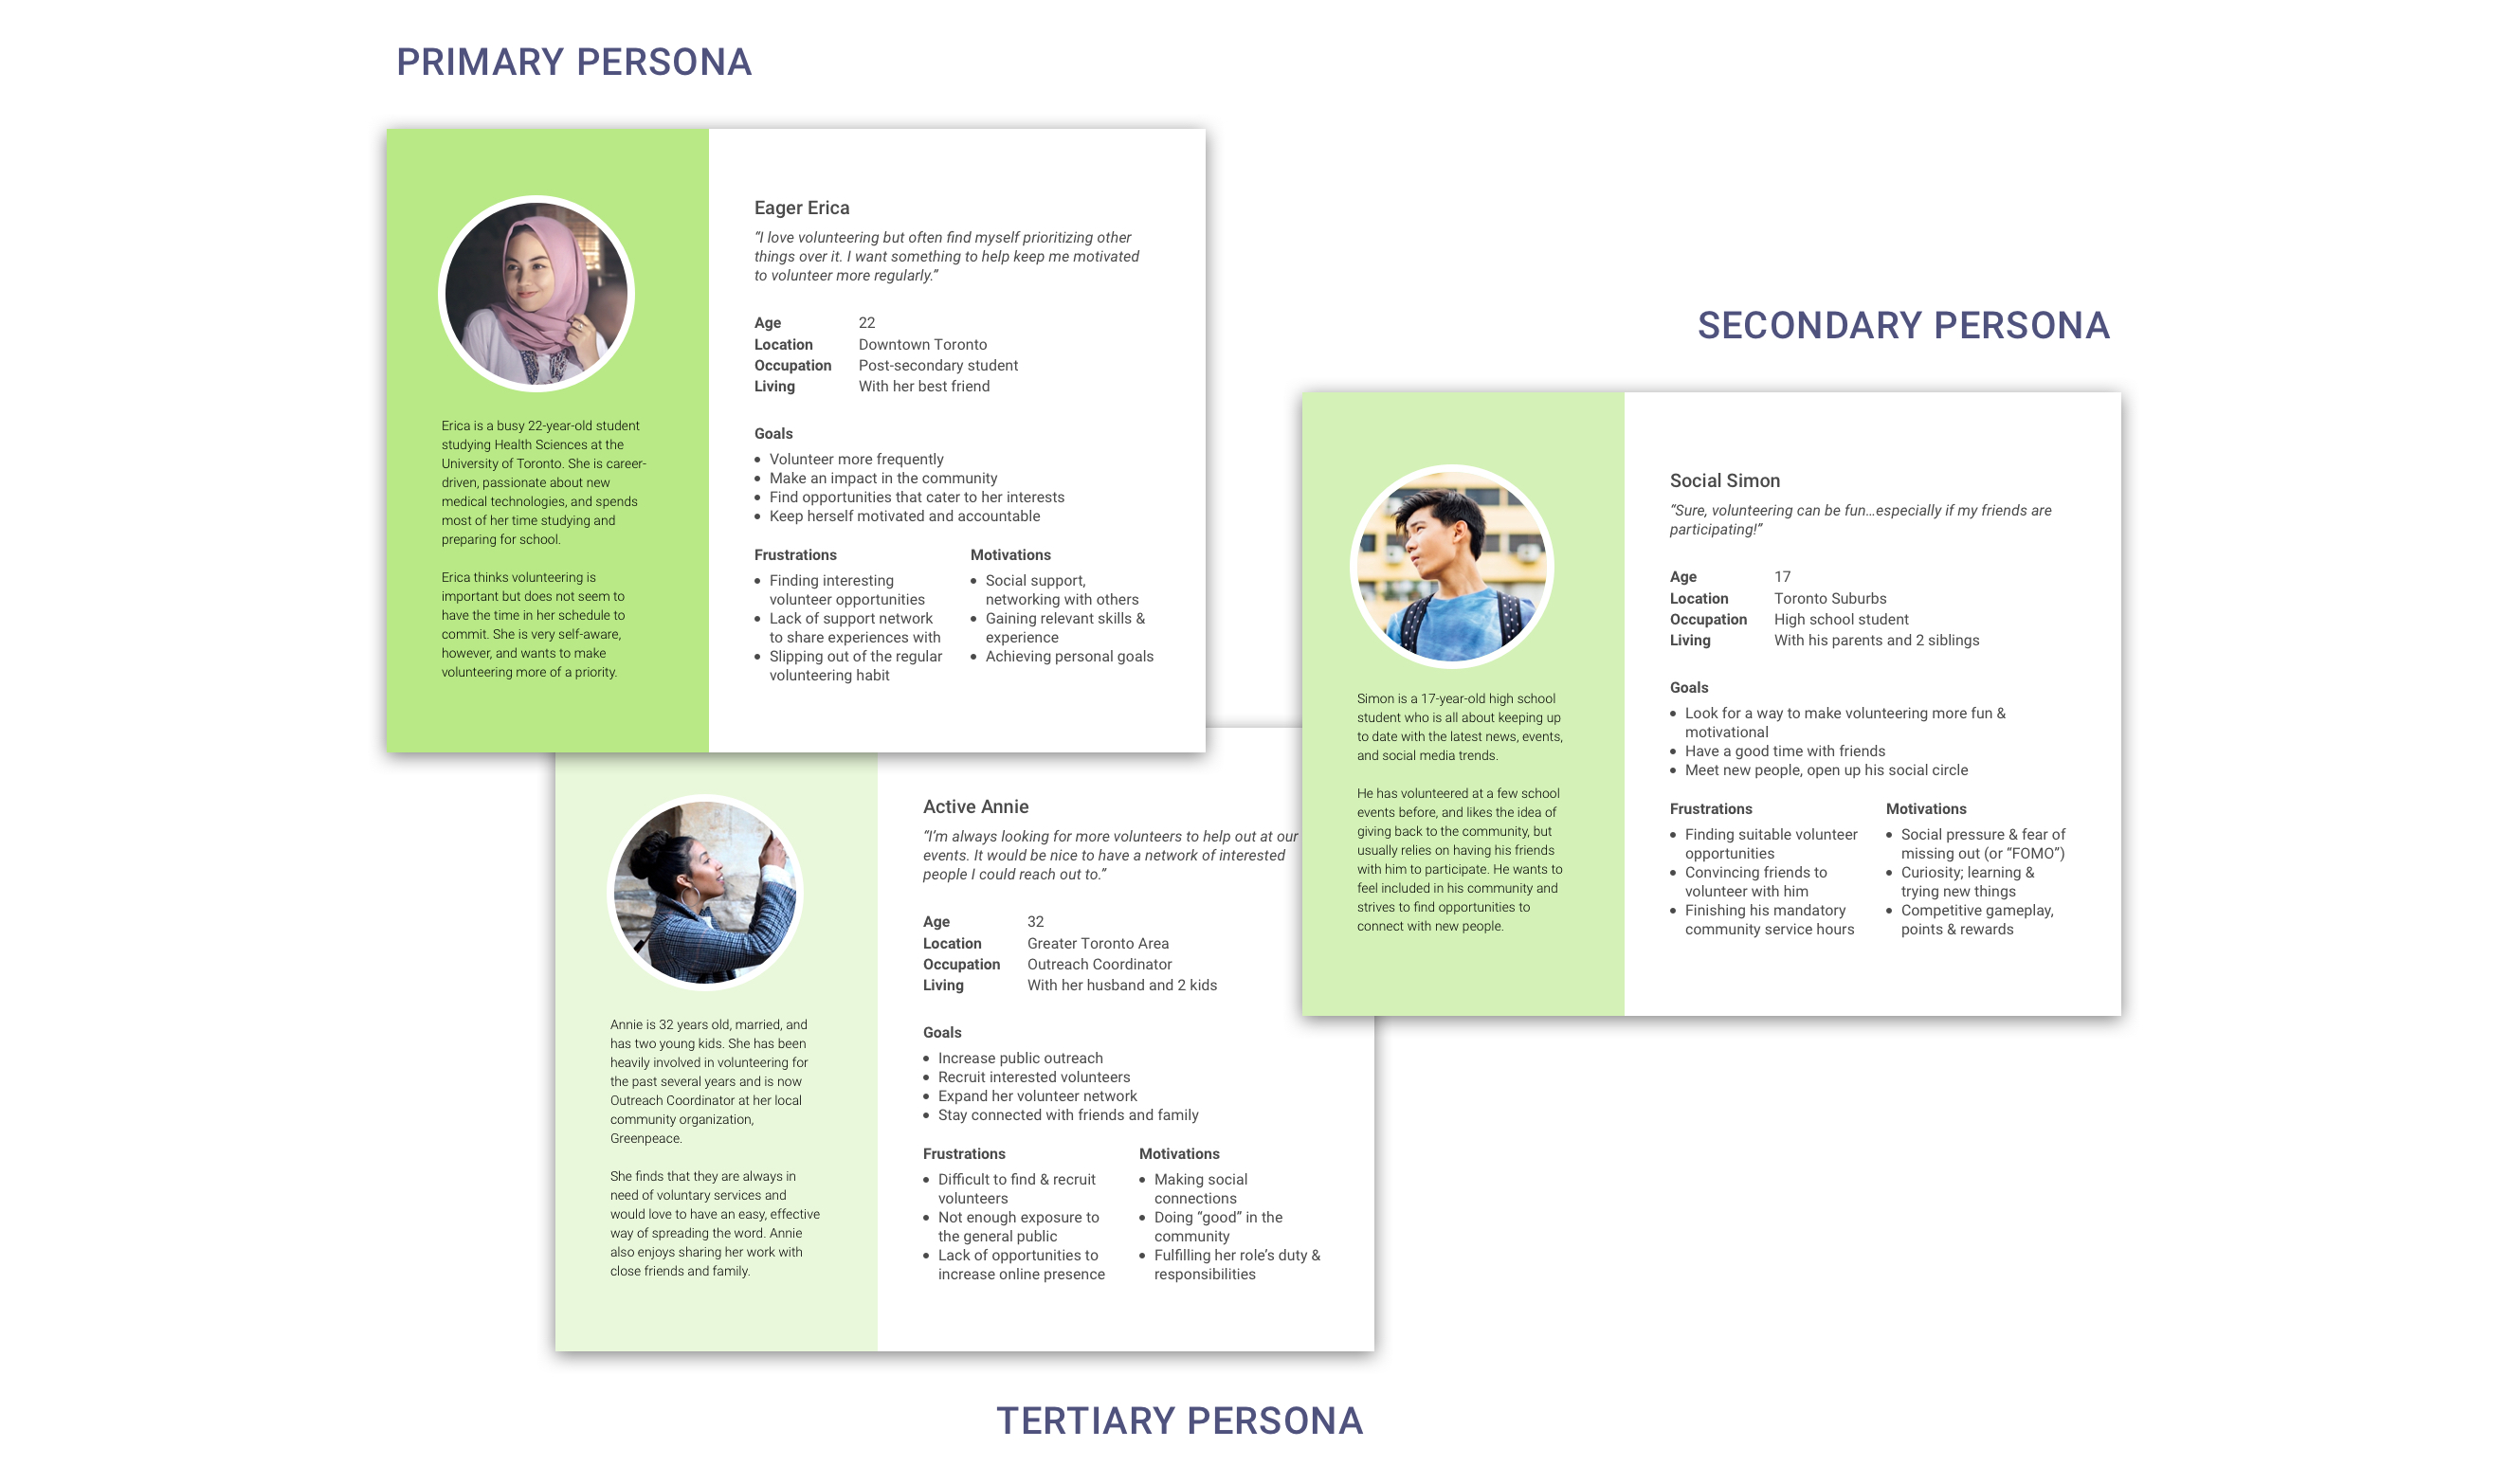 PRIMARY PERSONA
Erica is a busy 22-year-old student
studying Health Sciences at the
University of Toronto. She is career-
driven, passionate about new
medical technologies, and spends
most of her time studying and
preparing for school.
Erica thinks volunteering is
important but does not seem to
have the time in her schedule to
commit. She is very self-aware,
however, and wants to make
volunteering more of a priority.
Eager Erica
“I love volunteering but often find myself prioritizing other
things over it. I want something to help keep me motivated
to volunteer more regularly.”
Age 22
Location Downtown Toronto
Occupation Post-secondary student
Living With her best friend
Goals
• Volunteer more frequently
• Make an impact in the community
• Find opportunities that cater to her interests
• Keep herself motivated and accountable
Frustrations
• Finding interesting
volunteer opportunities
• Lack of support network
to share experiences with
• Slipping out of the regular
volunteering habit
Motivations
• Social support,
networking with others
• Gaining relevant skills &
experience
• Achieving personal goals
SECONDARY PERSONA
Simon is a 17-year-old high school
student who is all about keeping up
to date with the latest news, events,
and social media trends.
He has volunteered at a few school
events before, and likes the idea of
giving back to the community, but
usually relies on having his friends
with him to participate. He wants to
feel included in his community and
strives to find opportunities to
connect with new people.
Social Simon
“Sure, volunteering can be fun…especially if my friends are
participating!”
Age 17
Location Toronto Suburbs
Occupation High school student
Living With his parents and 2 siblings
Goals
• Look for a way to make volunteering more fun &
motivational
• Have a good time with friends
• Meet new people, open up his social circle
Frustrations
• Finding suitable volunteer
opportunities
• Convincing friends to
volunteer with him
• Finishing his mandatory
community service hours
Motivations
• Social pressure & fear of
missing out (or “FOMO”)
• Curiosity; learning &
trying new things
• Competitive gameplay,
points & rewards
Annie is 32 years old, married, and
has two young kids. She has been
heavily involved in volunteering for
the past several years and is now
Outreach Coordinator at her local
community organization,
Greenpeace.
She finds that they are always in
need of voluntary services and
would love to have an easy, effective
way of spreading the word. Annie
also enjoys sharing her work with
close friends and family.
Active Annie
“I’m always looking for more volunteers to help out at our
events. It would be nice to have a network of interested
people I could reach out to.”
Age 32
Location Greater Toronto Area
Occupation Outreach Coordinator
Living With her husband and 2 kids
Goals
• Increase public outreach
• Recruit interested volunteers
• Expand her volunteer network
• Stay connected with friends and family
Frustrations
• Difficult to find & recruit
volunteers
• Not enough exposure to
the general public
• Lack of opportunities to
increase online presence
Motivations
• Making social
connections
• Doing “good” in the
community
• Fulfilling her role’s duty &
responsibilities
TERTIARY PERSONA